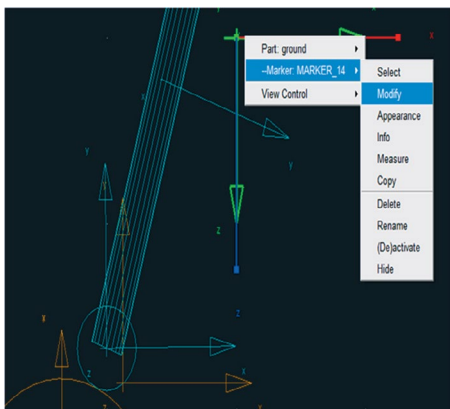 Part: ground
--Marker: MARKER_14
View Control
Select
Modify
Appearance
Info
Measure
Copy
Delete
Rename
(De)activate
Hide
x
x
y
y
z
z
z
x
x
z